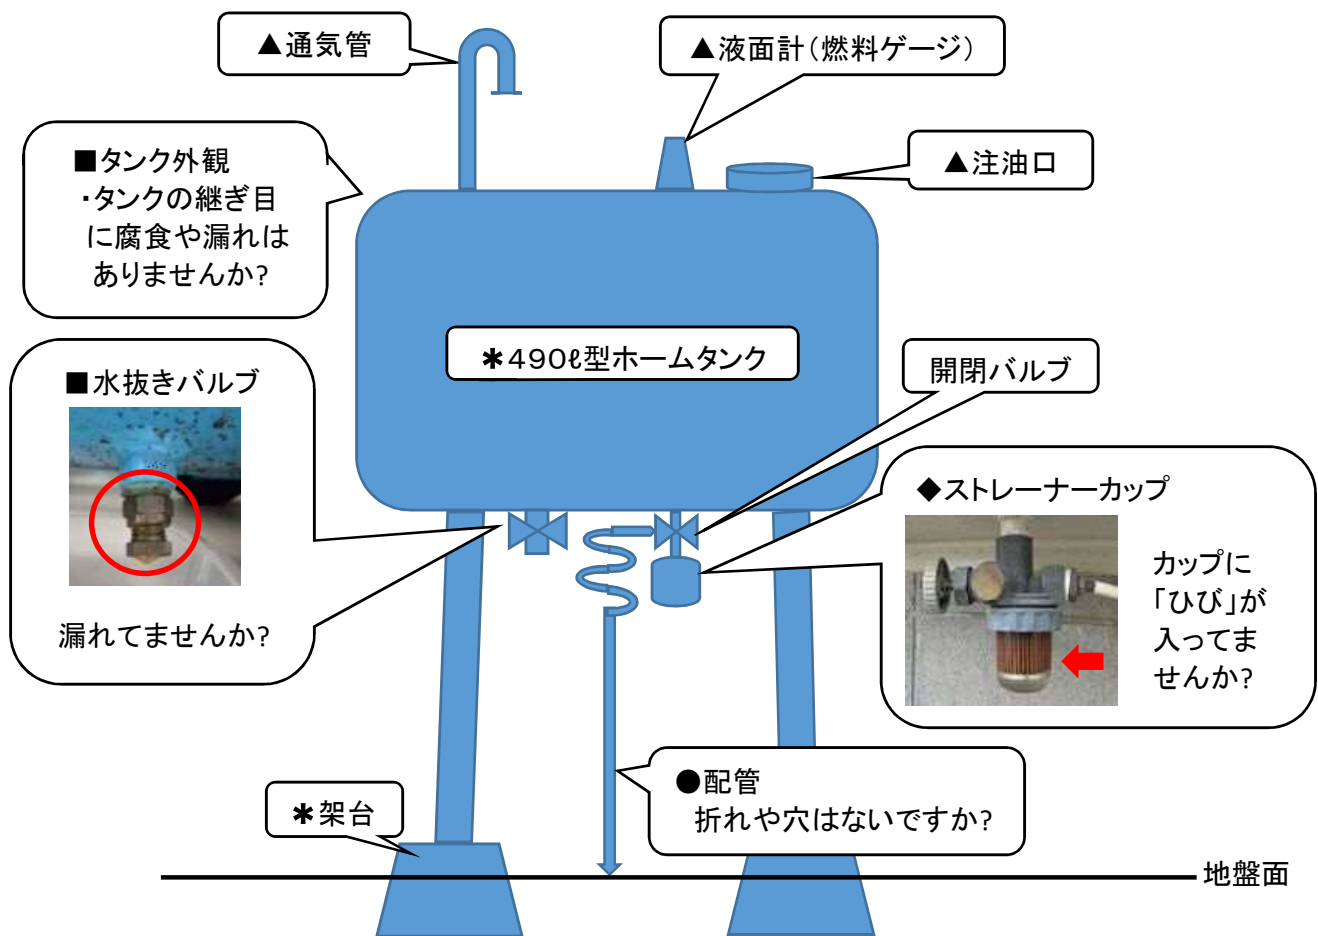 ▲通気管
▲液面計(燃料ゲージ)
▲注油口
■タンク外観
・タンクの継ぎ目
に腐食や漏れは
ありませんか?
＊490ℓ型ホームタンク
開閉バルブ
■水抜きバルブ
漏れてませんか?
◆ストレーナーカップ
カップに
「ひび」が
入ってま
せんか?
●配管
折れや穴はないですか?
＊架台
地盤面